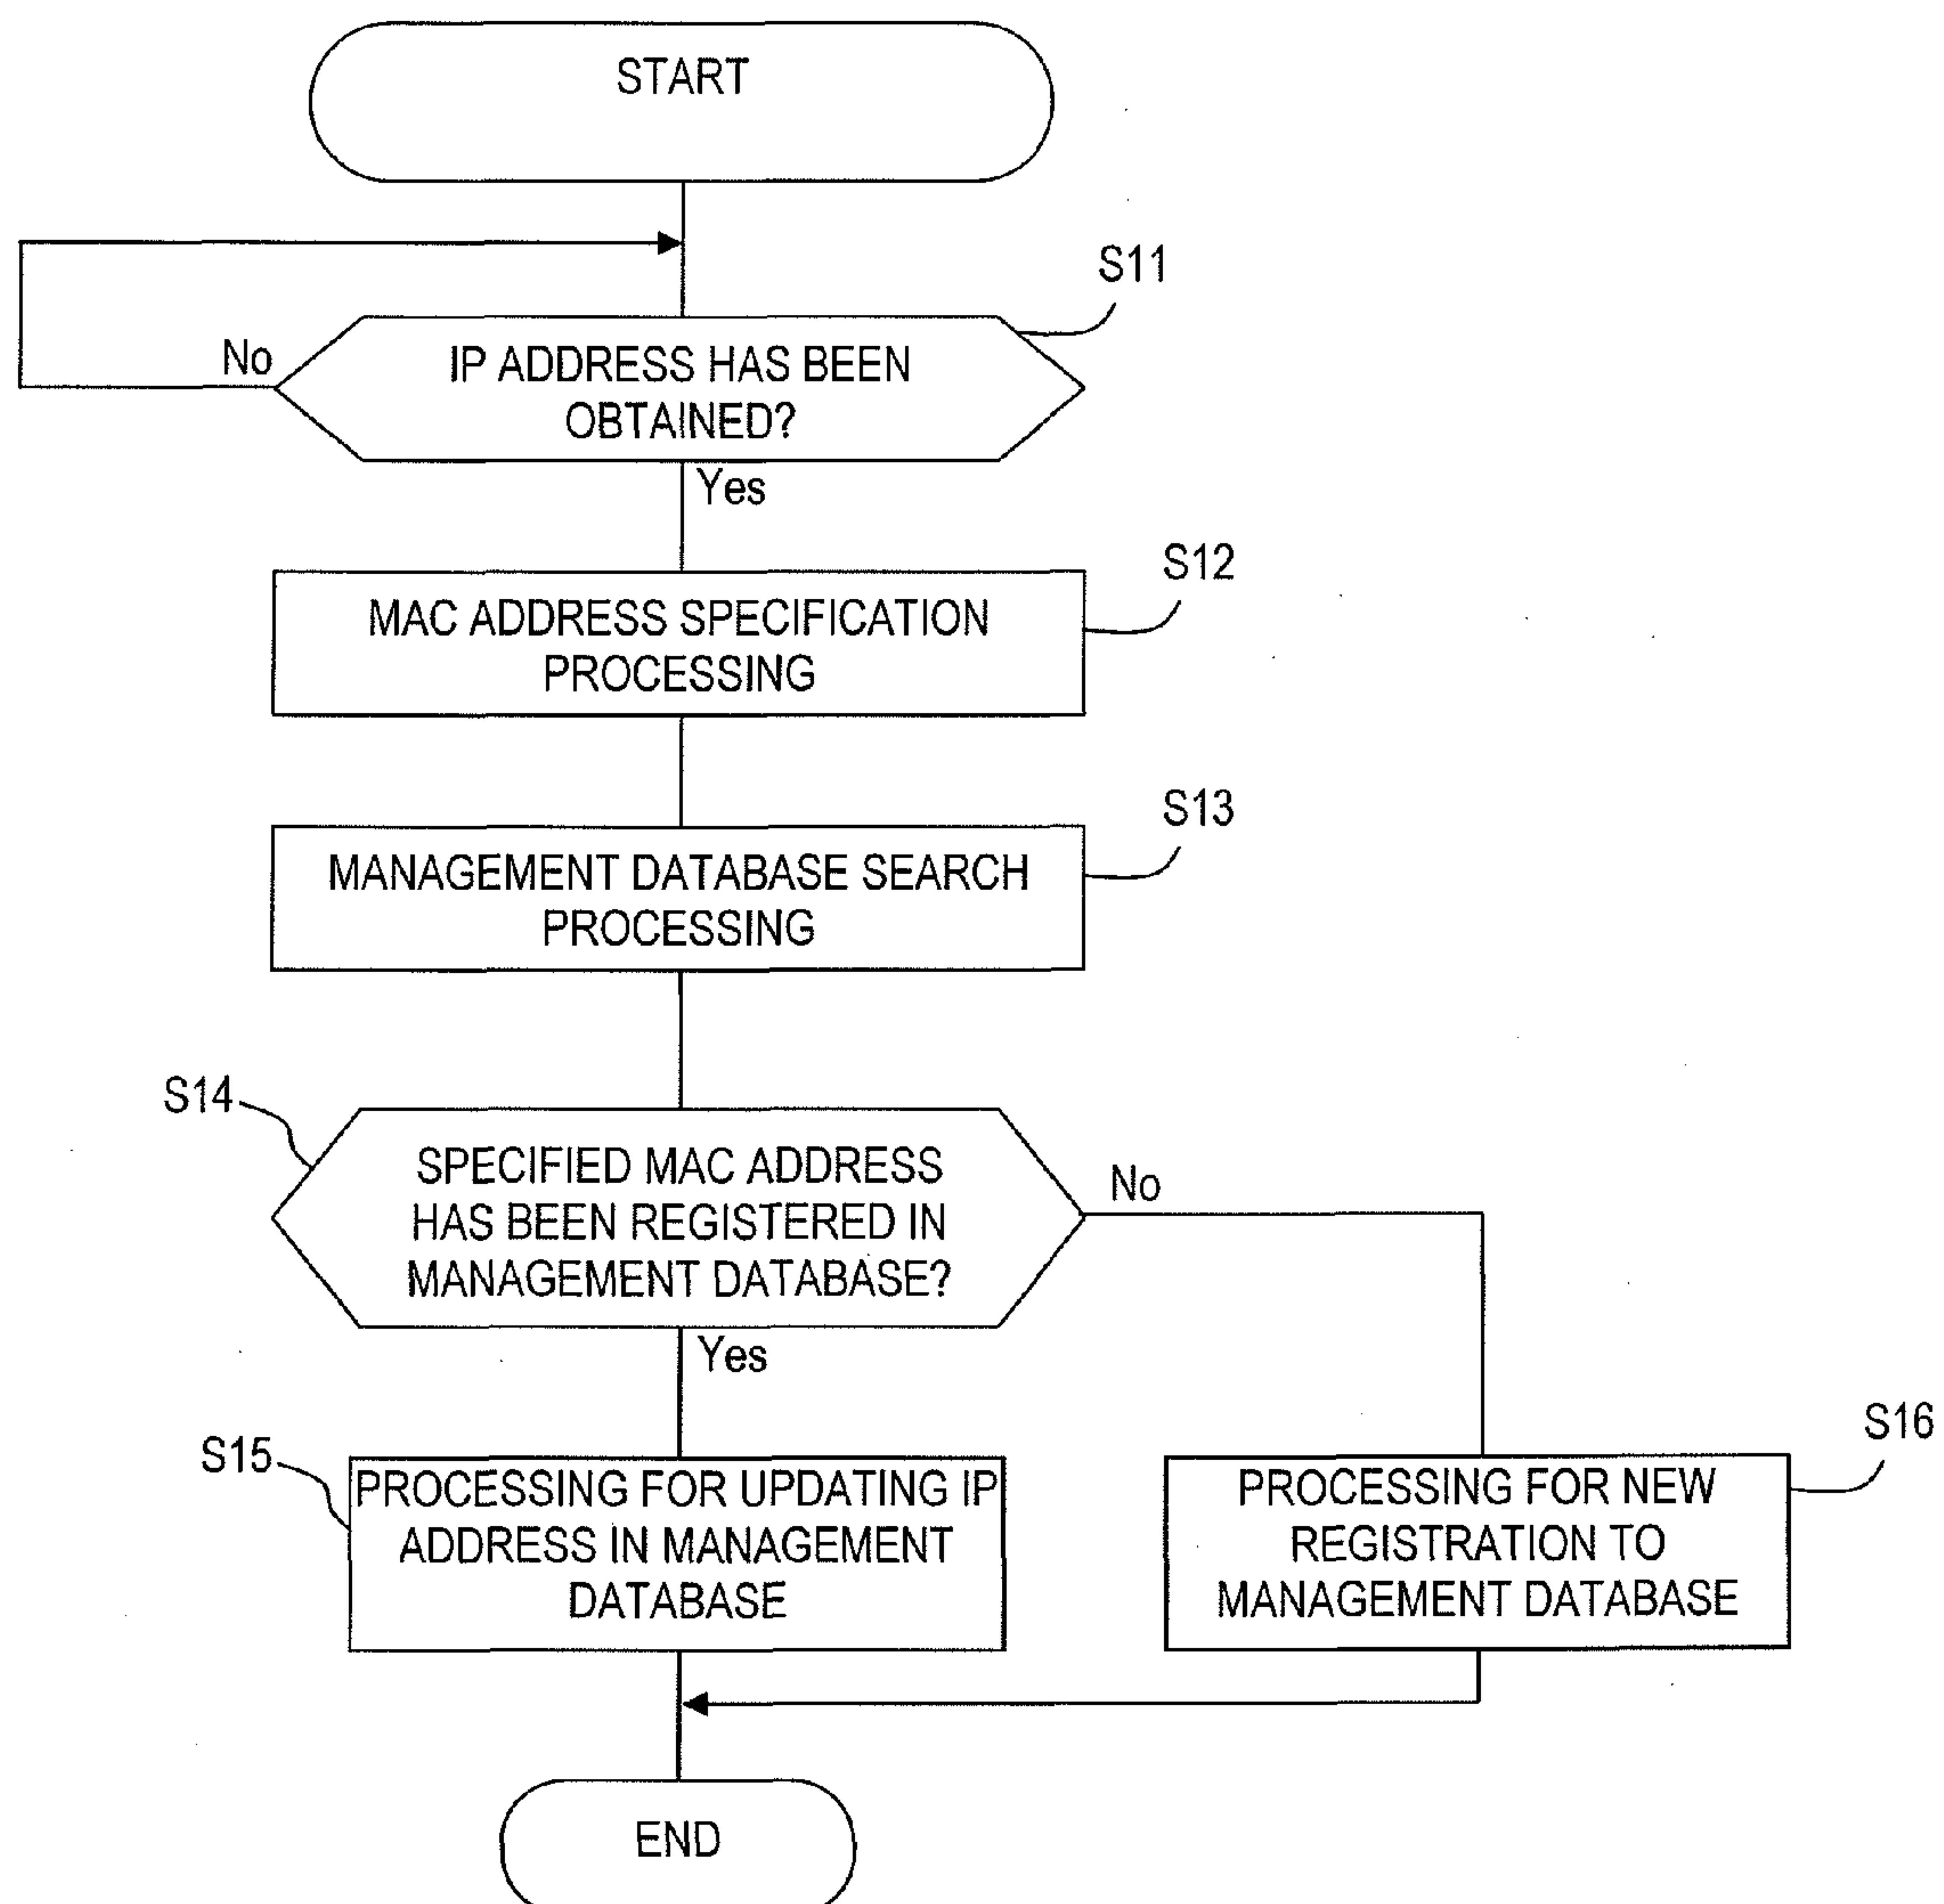 START
S11
No
IP ADDRESS HAS BEEN
OBTAINED?
Yes
S12
MAC ADDRESS SPECIFICATION
PROCESSING
S13
MANAGEMENT DATABASE SEARCH
PROCESSING
S14
SPECIFIED MAC ADDRESS
HAS BEEN REGISTERED IN
MANAGEMENT DATABASE?
No
Yes
S15
PROCESSING FOR UPDATING IP
ADDRESS IN MANAGEMENT
DATABASE
S16
PROCESSING FOR NEW
REGISTRATION TO
MANAGEMENT DATABASE
END